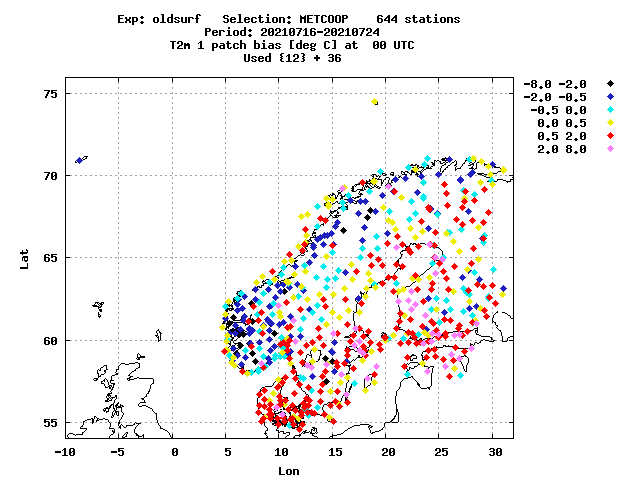 Exp: oldsurf   Selection: METCOOP    644 stations
Period: 20210716-20210724
T2m 1 patch bias [deg C] at  00 UTC
Used {12} + 36
-8.0 -2.0
-2.0 -0.5
-0.5 0.0
0.0 0.5
0.5 2.0
2.0 8.0
75
70
65
60
55
Lat
-10 -5 0 5 10 15 20 25 30
Lon